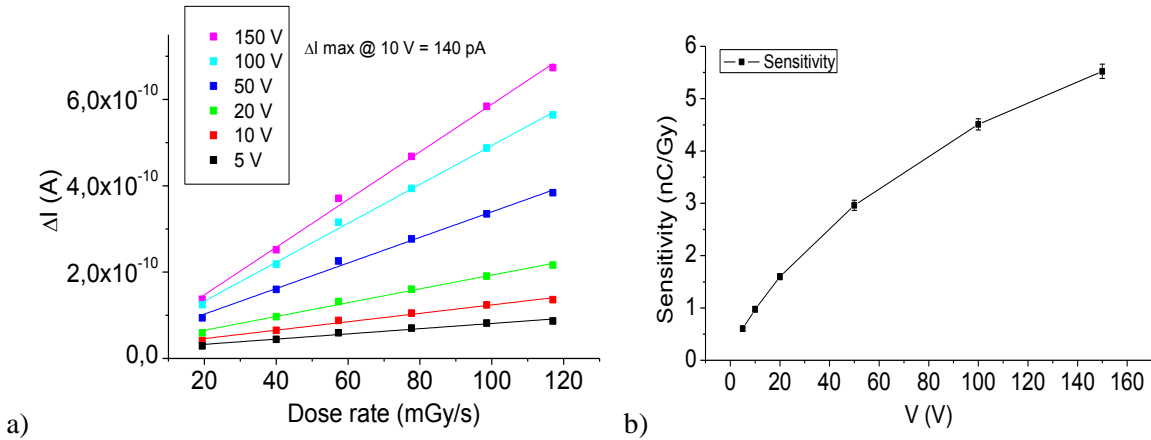 150 V
100 V
50 V
20 V
10 V
5 V
ΔI max @ 10 V = 140 pA
6,0x10⁻¹⁰
4,0x10⁻¹⁰
2,0x10⁻¹⁰
0,0
ΔI (A)
20 40 60 80 100 120
Dose rate (mGy/s)
a)
Sensitivity
6
5
4
3
2
1
0
Sensitivity (nC/Gy)
0 20 40 60 80 100 120 140 160
V (V)
b)